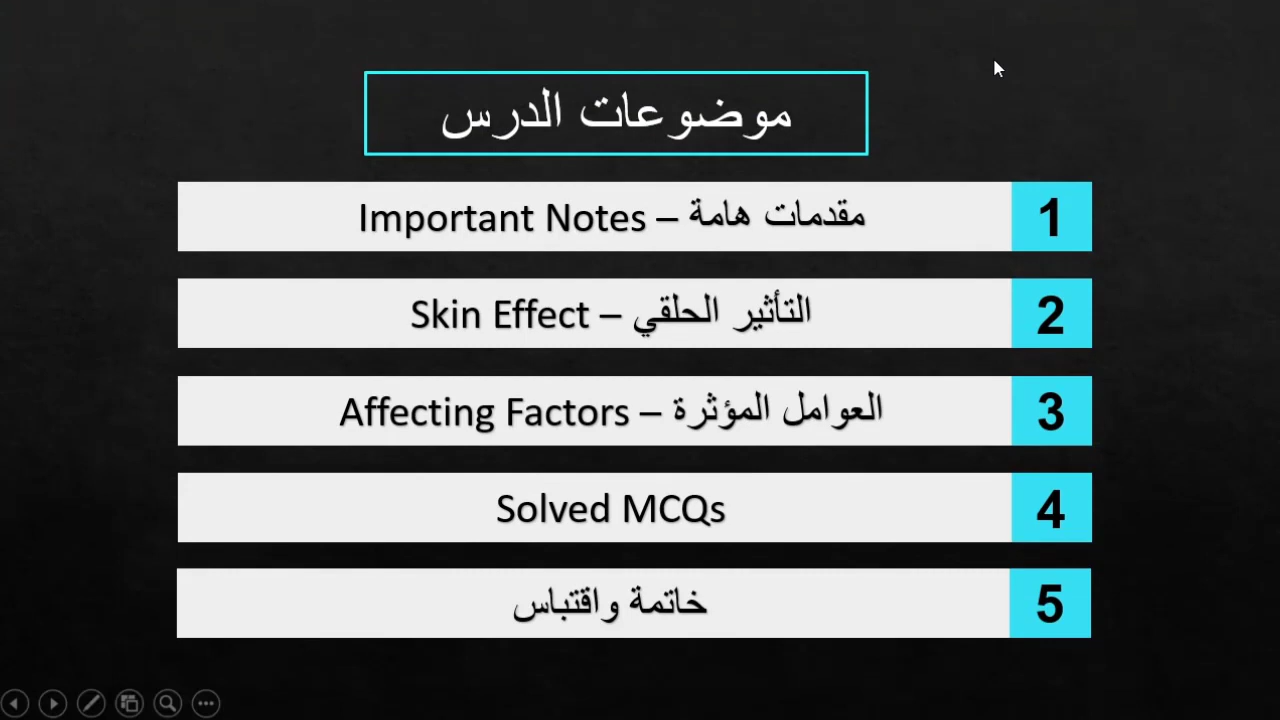 موضوعات الدرس
1 Important Notes – مقدمات هامة
2 Skin Effect – التأثير الحلقي
3 Affecting Factors – العوامل المؤثرة
4 Solved MCQs
5 خاتمة واقتباس